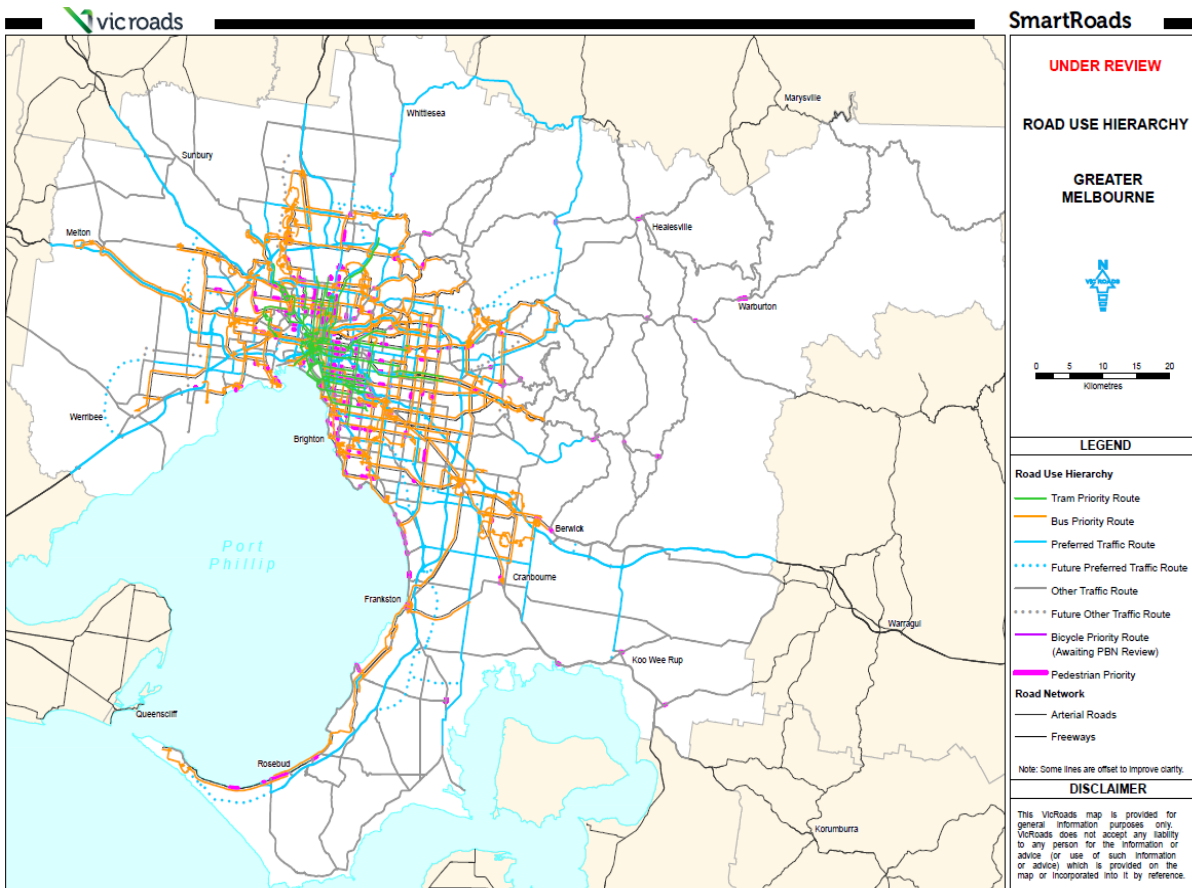 vicroads
SmartRoads
UNDER REVIEW
ROAD USE HIERARCHY
GREATER
MELBOURNE
N
VIC ROADS
0 5 10 15 20
Kilometres
LEGEND
Road Use Hierarchy
Tram Priority Route
Bus Priority Route
Preferred Traffic Route
Future Preferred Traffic Route
Other Traffic Route
Future Other Traffic Route
Bicycle Priority Route
(Awaiting PBN Review)
Pedestrian Priority
Road Network
Arterial Roads
Freeways
Note: Some lines are offset to improve clarity.
DISCLAIMER
This VicRoads map is provided for
general information purposes only.
VicRoads does not accept any liability
to any person for the information or
advice (or use of such information
or advice) which is provided on the
map or incorporated into it by reference.
Marysville
Whittlesea
Sunbury
Healesville
Melton
Warburton
Werribee
Brighton
Berwick
Port
Phillip
Cranbourne
Frankston
Warragul
Koo Wee Rup
Queenscliff
Rosebud
Korumburra